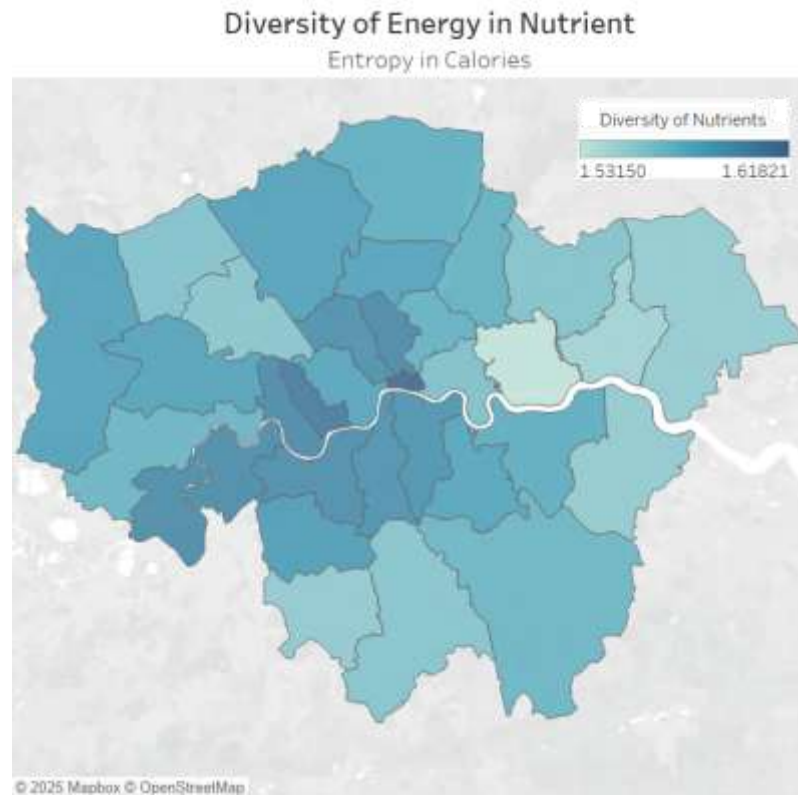 Diversity of Energy in Nutrient
Entropy in Calories
Diversity of Nutrients
1.53150 1.61821
© 2025 Mapbox © OpenStreetMap